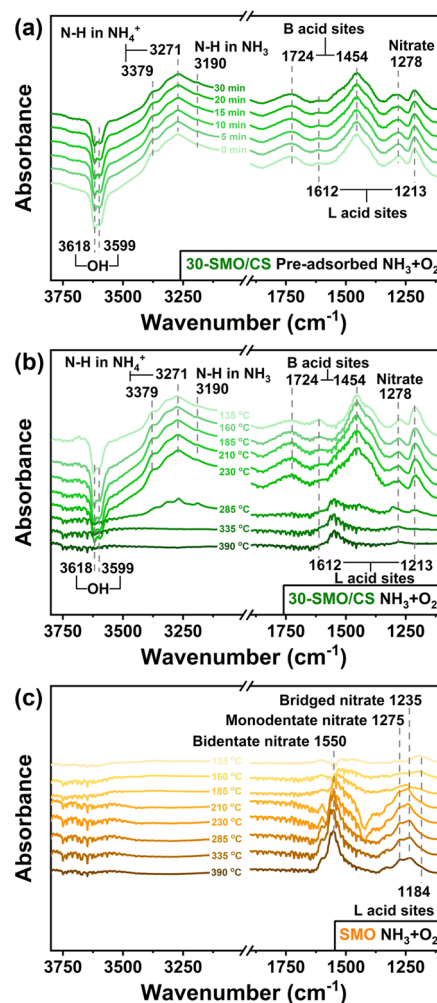 (a)
N-H in NH₄⁺
3271
3379
N-H in NH₃
3190
B acid sites
1724
1454
Nitrate
1278
30 min
20 min
15 min
10 min
5 min
0 min
1612
1213
L acid sites
3618
3599
OH
30-SMO/CS Pre-adsorbed NH₃+O₂
Absorbance
3750 3500 3250 1750 1500 1250
Wavenumber (cm⁻¹)
(b)
N-H in NH₄⁺
3271
3379
N-H in NH₃
3190
B acid sites
1724
1454
Nitrate
1278
135 °C
160 °C
185 °C
210 °C
230 °C
285 °C
335 °C
390 °C
3618
3599
OH
1612
1213
L acid sites
30-SMO/CS NH₃+O₂
Absorbance
3750 3500 3250 1750 1500 1250
Wavenumber (cm⁻¹)
(c)
Bridged nitrate 1235
Monodentate nitrate 1275
Bidentate nitrate 1550
135 °C
160 °C
185 °C
210 °C
230 °C
285 °C
335 °C
390 °C
1184
L acid sites
SMO NH₃+O₂
Absorbance
3750 3500 3250 1750 1500 1250
Wavenumber (cm⁻¹)